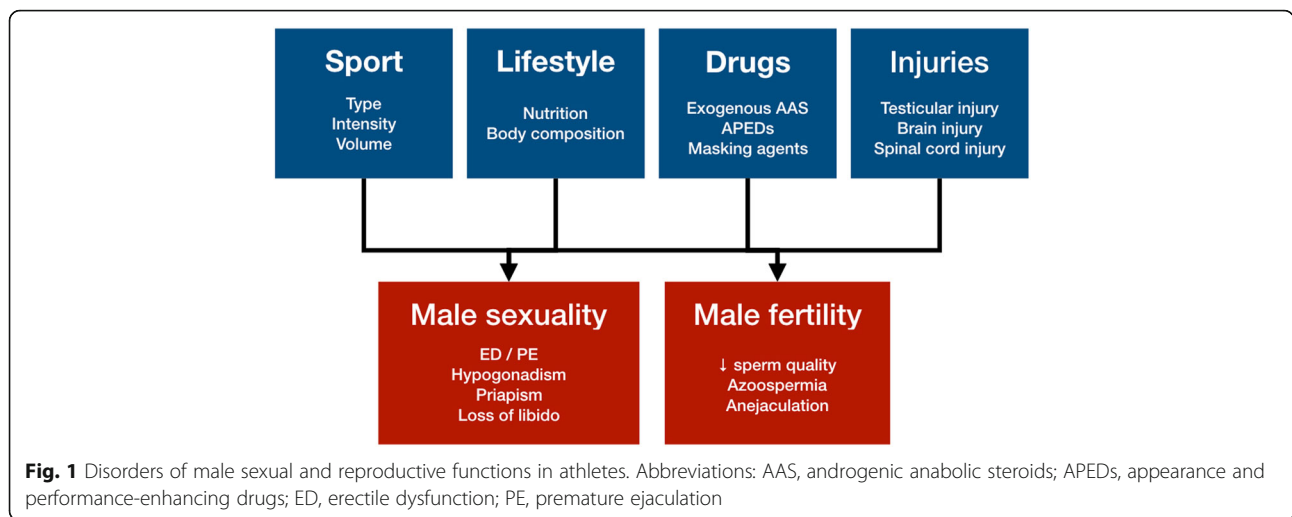 Sport
Type
Intensity
Volume
Lifestyle
Nutrition
Body composition
Drugs
Exogenous AAS
APEDs
Masking agents
Injuries
Testicular injury
Brain injury
Spinal cord injury
Male sexuality
ED / PE
Hypogonadism
Priapism
Loss of libido
Male fertility
↓ sperm quality
Azoospermia
Anejaculation
Fig. 1 Disorders of male sexual and reproductive functions in athletes. Abbreviations: AAS, androgenic anabolic steroids; APEDs, appearance and
performance-enhancing drugs; ED, erectile dysfunction; PE, premature ejaculation